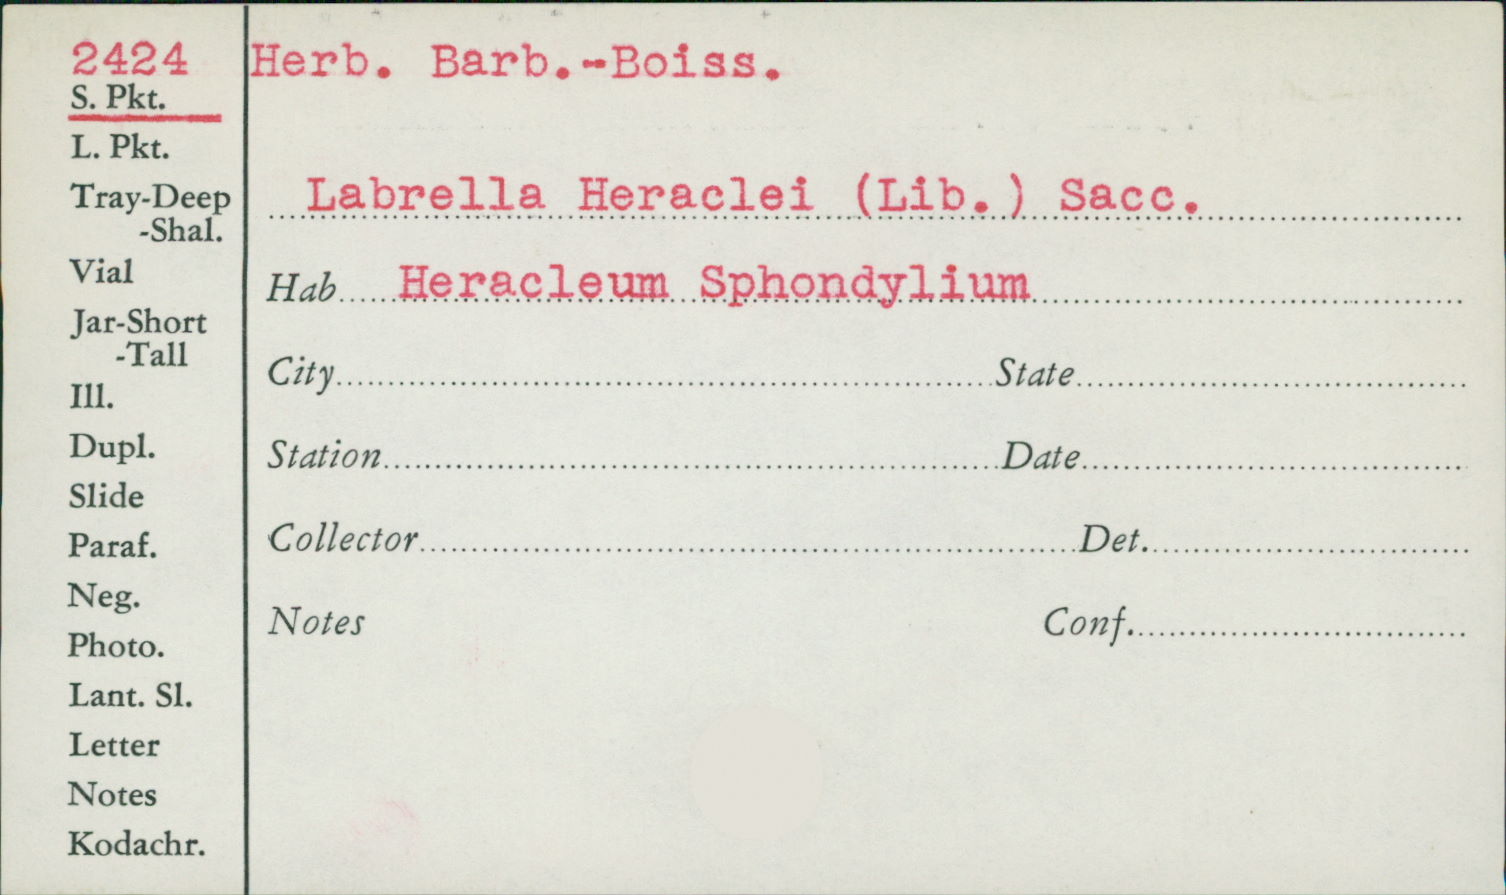 2424
S. Pkt.
L. Pkt.
Tray-Deep
-Shal.
Vial
Jar-Short
-Tall
Ill.
Dupl.
Slide
Paraf.
Neg.
Photo.
Lant. Sl.
Letter
Notes
Kodachr.
Herb. Barb.-Boiss.
Labrella Heraclei (Lib.) Sacc.
Hab Heracleum Sphondylium
City State
Station Date
Collector Det.
Notes Conf.